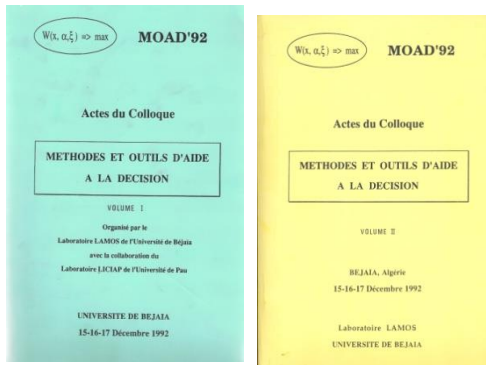 W(x, α,ξ) => max
MOAD'92
Actes du Colloque
METHODES ET OUTILS D'AIDE
A LA DECISION
VOLUME I
Organisé par le
Laboratoire LAMOS de l'Université de Béjaia
avec la collaboration du
Laboratoire LICIAP de l'Université de Pau
UNIVERSITE DE BEJAIA
15-16-17 Décembre 1992
W(x, α,ξ) => max
MOAD'92
Actes du Colloque
METHODES ET OUTILS D'AIDE
A LA DECISION
VOLUME II
BEJAIA, Algérie
15-16-17 Décembre 1992
Laboratoire LAMOS
UNIVERSITE DE BEJAIA